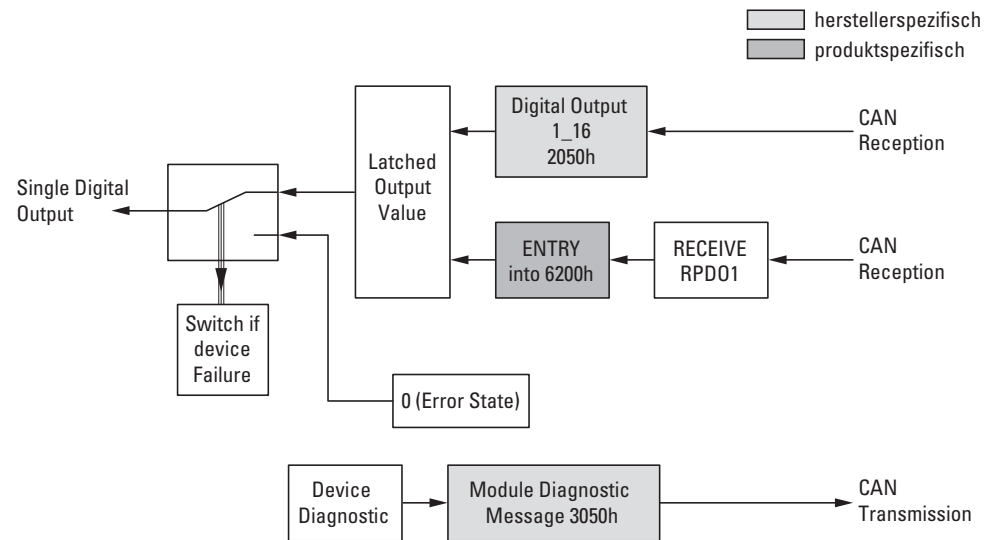 herstellerspezifisch
produktspezifisch
Digital Output
1_16
2050h
CAN
Reception
Latched
Output
Value
Single Digital
Output
ENTRY
into 6200h
RECEIVE
RPDO1
CAN
Reception
Switch if
device
Failure
0 (Error State)
Device
Diagnostic
Module Diagnostic
Message 3050h
CAN
Transmission